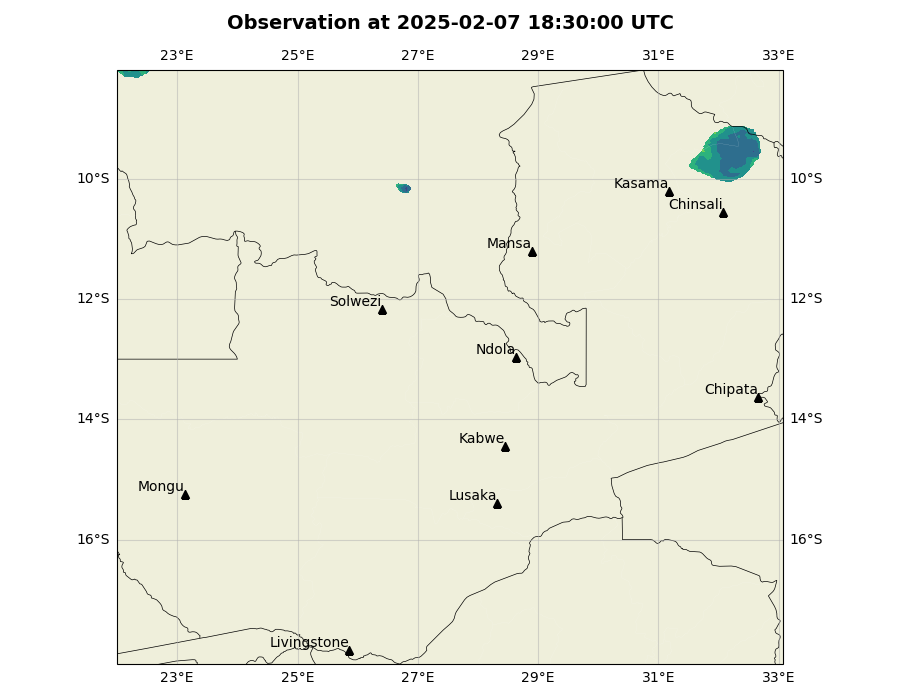 Observation at 2025-02-07 18:30:00 UTC
23°E 25°E 27°E 29°E 31°E 33°E
10°S 10°S
Kasama
Chinsali
Mansa
12°S 12°S
Solwezi
Ndola
Chipata
14°S 14°S
Kabwe
Mongu
Lusaka
16°S 16°S
Livingstone
23°E 25°E 27°E 29°E 31°E 33°E